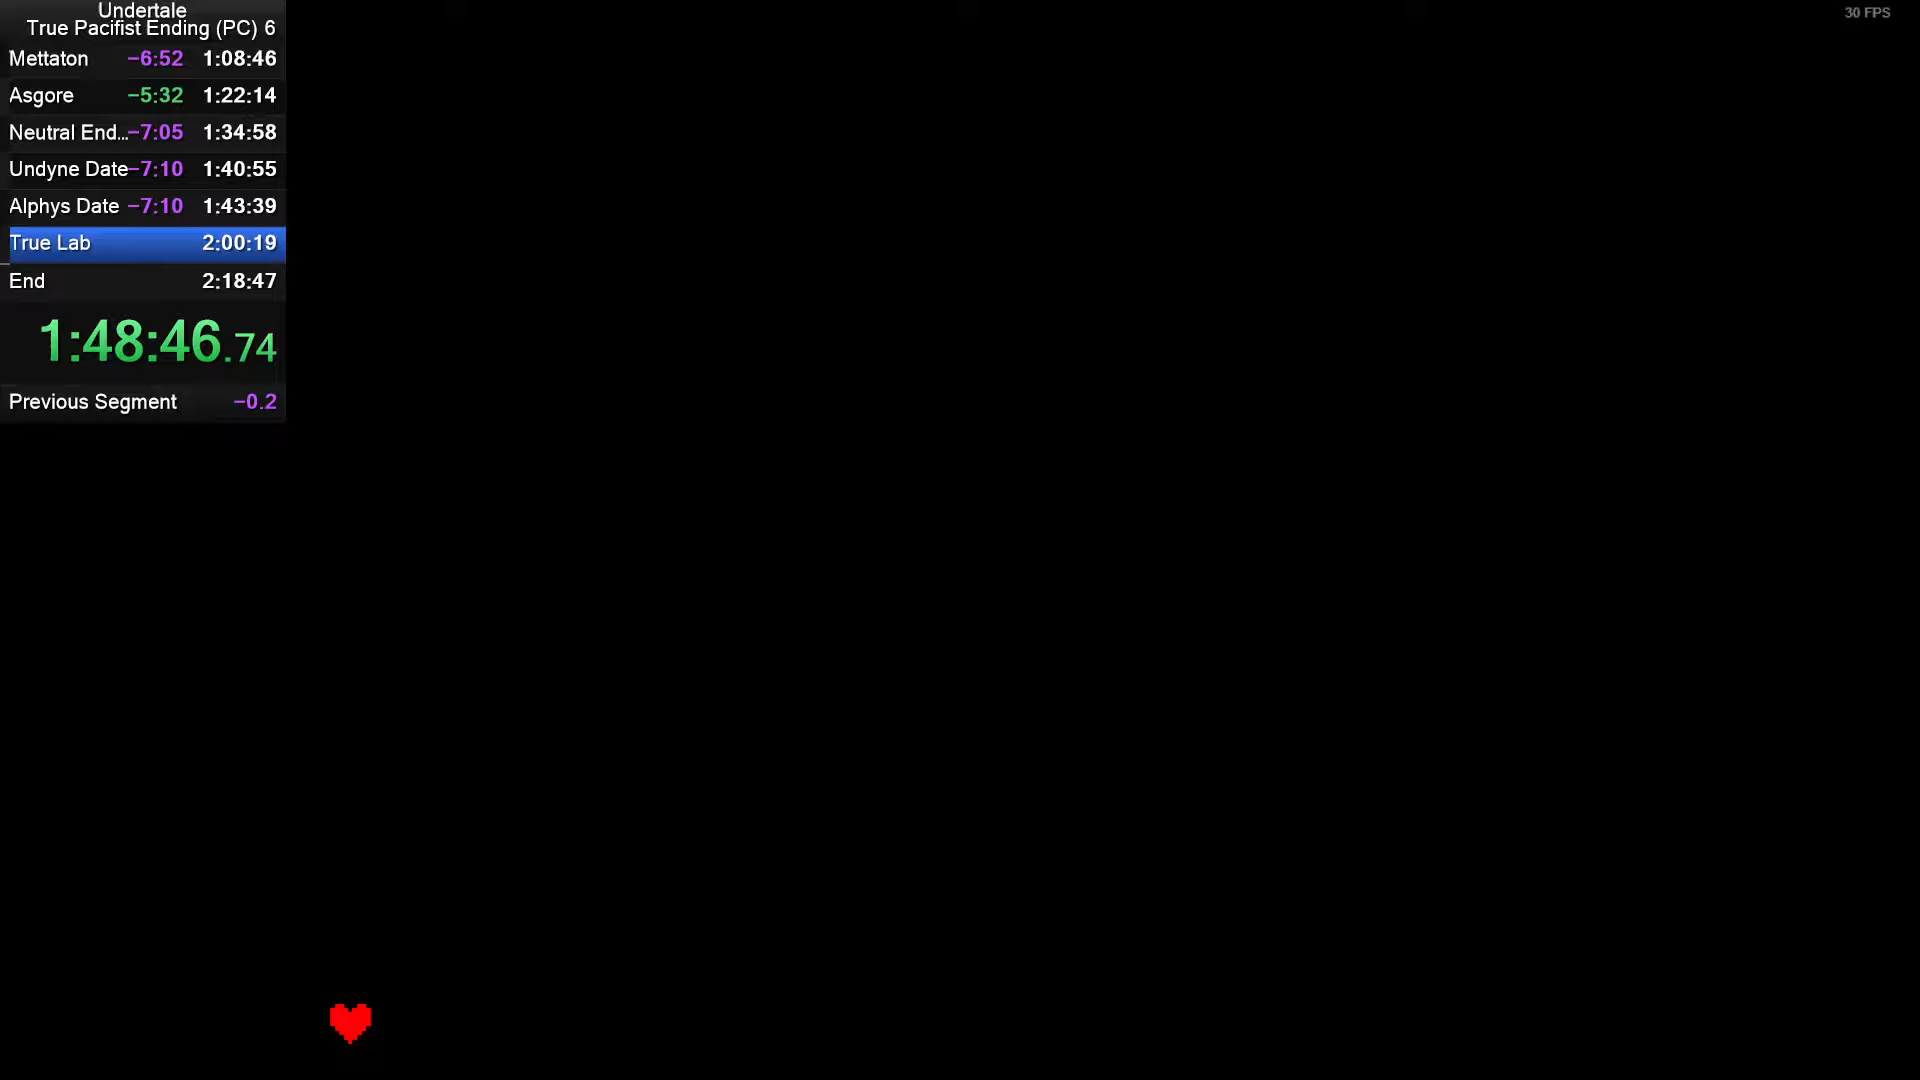 Undertale
True Pacifist Ending (PC) 6
Mettaton −6:52 1:08:46
Asgore −5:32 1:22:14
Neutral End... −7:05 1:34:58
Undyne Date −7:10 1:40:55
Alphys Date −7:10 1:43:39
True Lab 2:00:19
End 2:18:47
1:48:46.74
Previous Segment −0.2
30 FPS